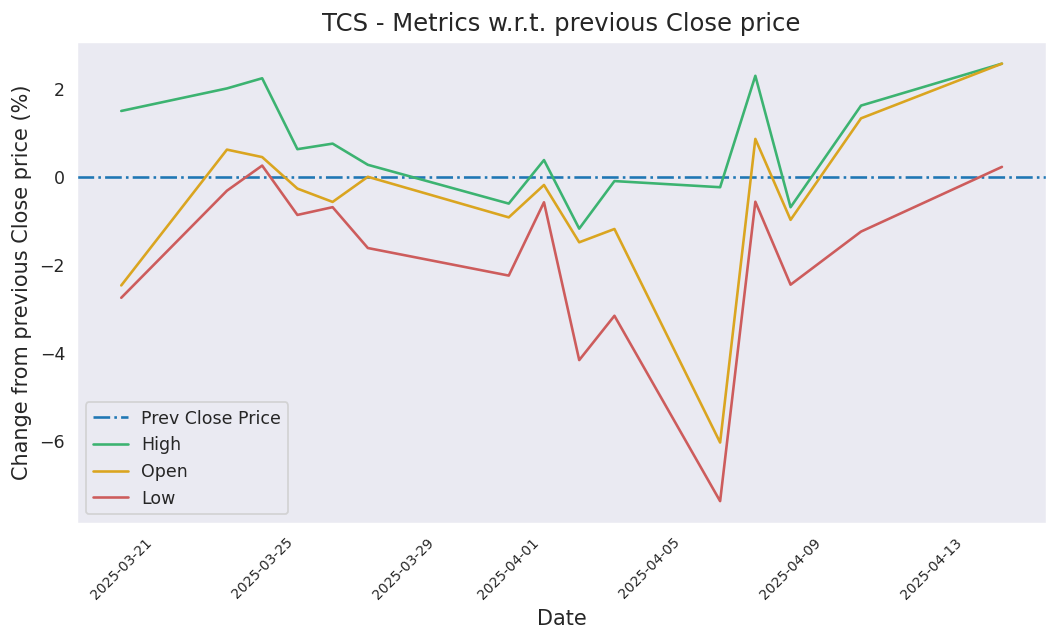 TCS - Metrics w.r.t. previous Close price
Change from previous Close price (%)
2
0
−2
−4
−6
Prev Close Price
High
Open
Low
2025-03-21
2025-03-25
2025-03-29
2025-04-01
2025-04-05
2025-04-09
2025-04-13
Date